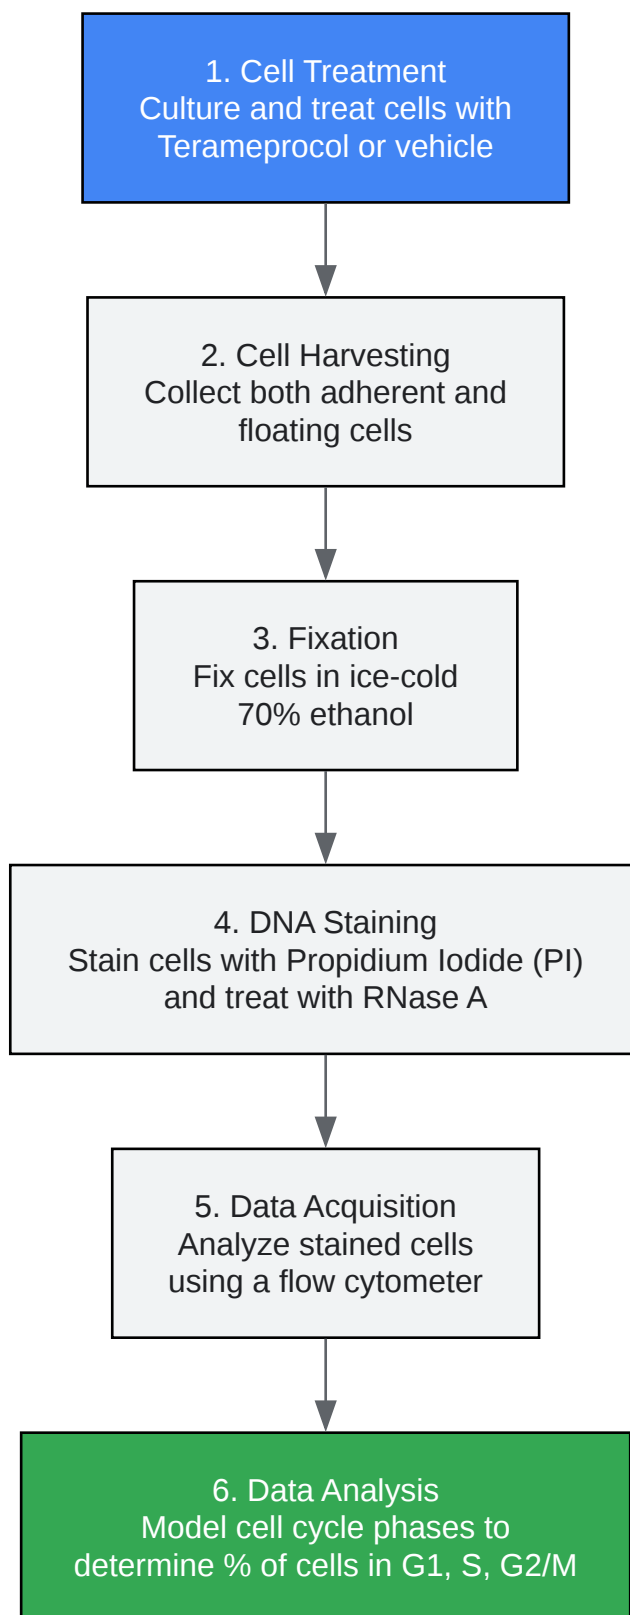 1. Cell Treatment
Culture and treat cells with
Terameprocol or vehicle
2. Cell Harvesting
Collect both adherent and
floating cells
3. Fixation
Fix cells in ice-cold
70% ethanol
4. DNA Staining
Stain cells with Propidium Iodide (PI)
and treat with RNase A
5. Data Acquisition
Analyze stained cells
using a flow cytometer
6. Data Analysis
Model cell cycle phases to
determine % of cells in G1, S, G2/M